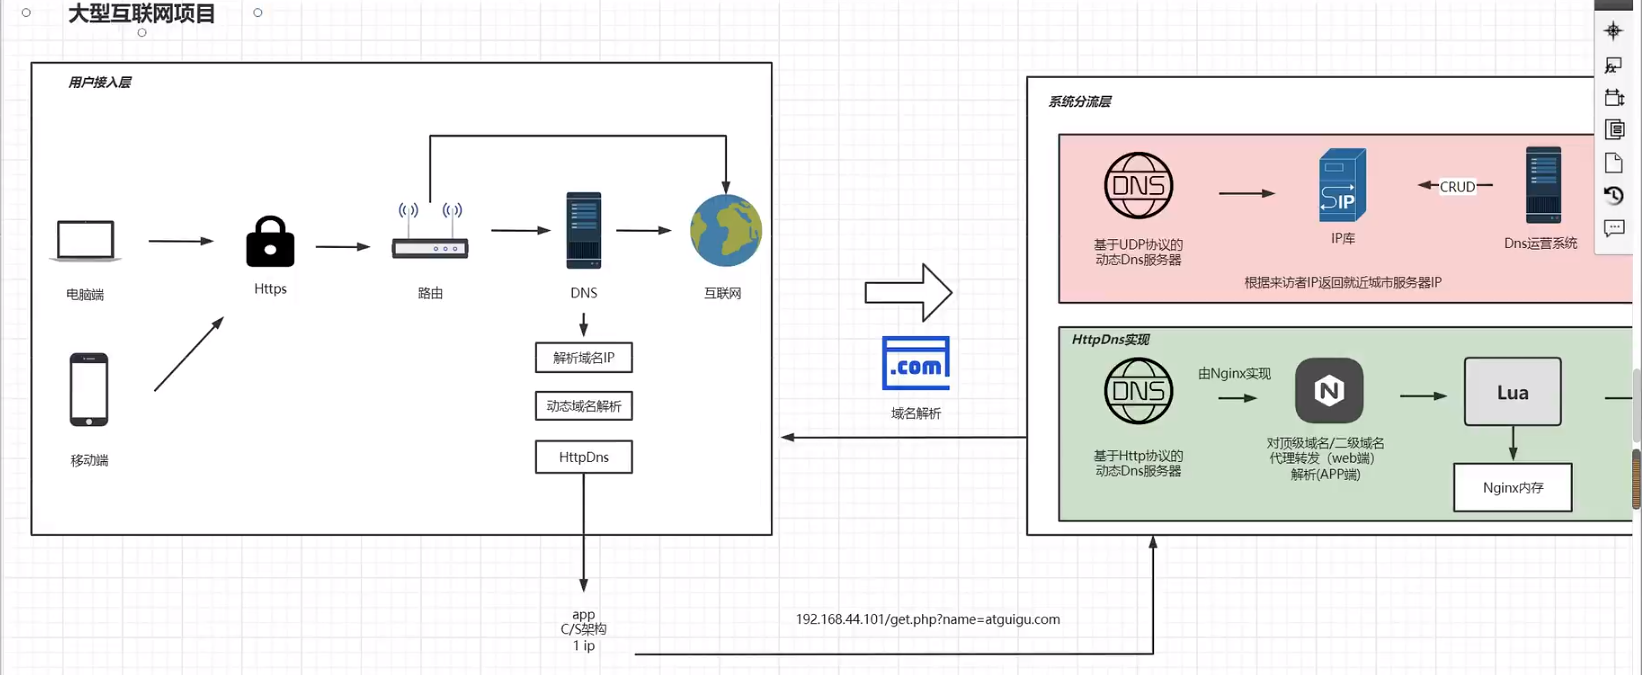 大型互联网项目
用户接入层
电脑端
Https
路由
DNS
互联网
移动端
解析域名IP
动态域名解析
HttpDns
app
C/S架构
1 ip
.com
域名解析
192.168.44.101/get.php?name=atguigu.com
系统分流层
DNS
基于UDP协议的
动态Dns服务器
IP
IP库
CRUD
Dns运营系统
根据来访者IP返回就近城市服务器IP
HttpDns实现
DNS
基于Http协议的
动态Dns服务器
由Nginx实现
N
对顶级域名/二级域名
代理转发（web端）
解析(APP端)
Lua
Nginx内存
fx